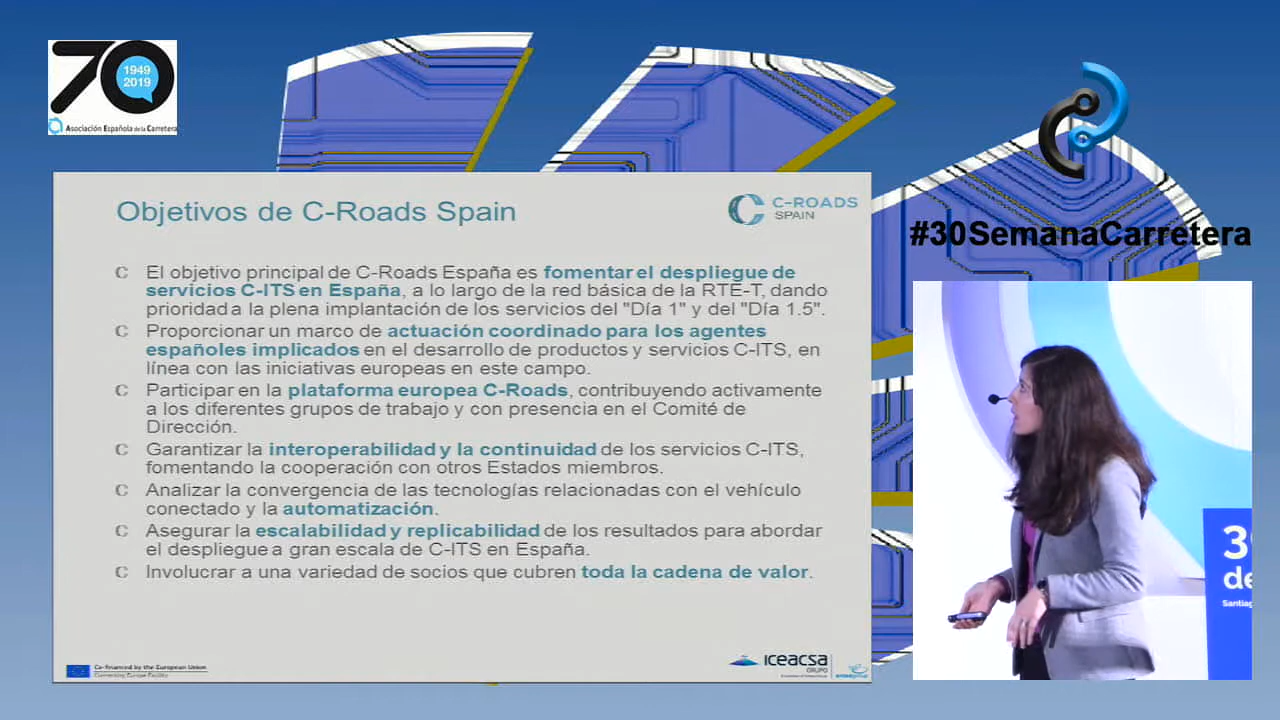 70
1949
2019
Asociación Española de la Carretera
Objetivos de C-Roads Spain
C-ROADS
SPAIN
El objetivo principal de C-Roads España es fomentar el despliegue de
servicios C-ITS en España, a lo largo de la red básica de la RTE-T, dando
prioridad a la plena implantación de los servicios del "Día 1" y del "Día 1.5".
Proporcionar un marco de actuación coordinado para los agentes
españoles implicados en el desarrollo de productos y servicios C-ITS, en
línea con las iniciativas europeas en este campo.
Participar en la plataforma europea C-Roads, contribuyendo activamente
a los diferentes grupos de trabajo y con presencia en el Comité de
Dirección.
Garantizar la interoperabilidad y la continuidad de los servicios C-ITS,
fomentando la cooperación con otros Estados miembros.
Analizar la convergencia de las tecnologías relacionadas con el vehículo
conectado y la automatización.
Asegurar la escalabilidad y replicabilidad de los resultados para abordar
el despliegue a gran escala de C-ITS en España.
Involucrar a una variedad de socios que cubren toda la cadena de valor.
Co-financed by the European Union
Connecting Europe Facility
iceacsa
GRUPO
#30SemanaCarretera
3
de
Santiag